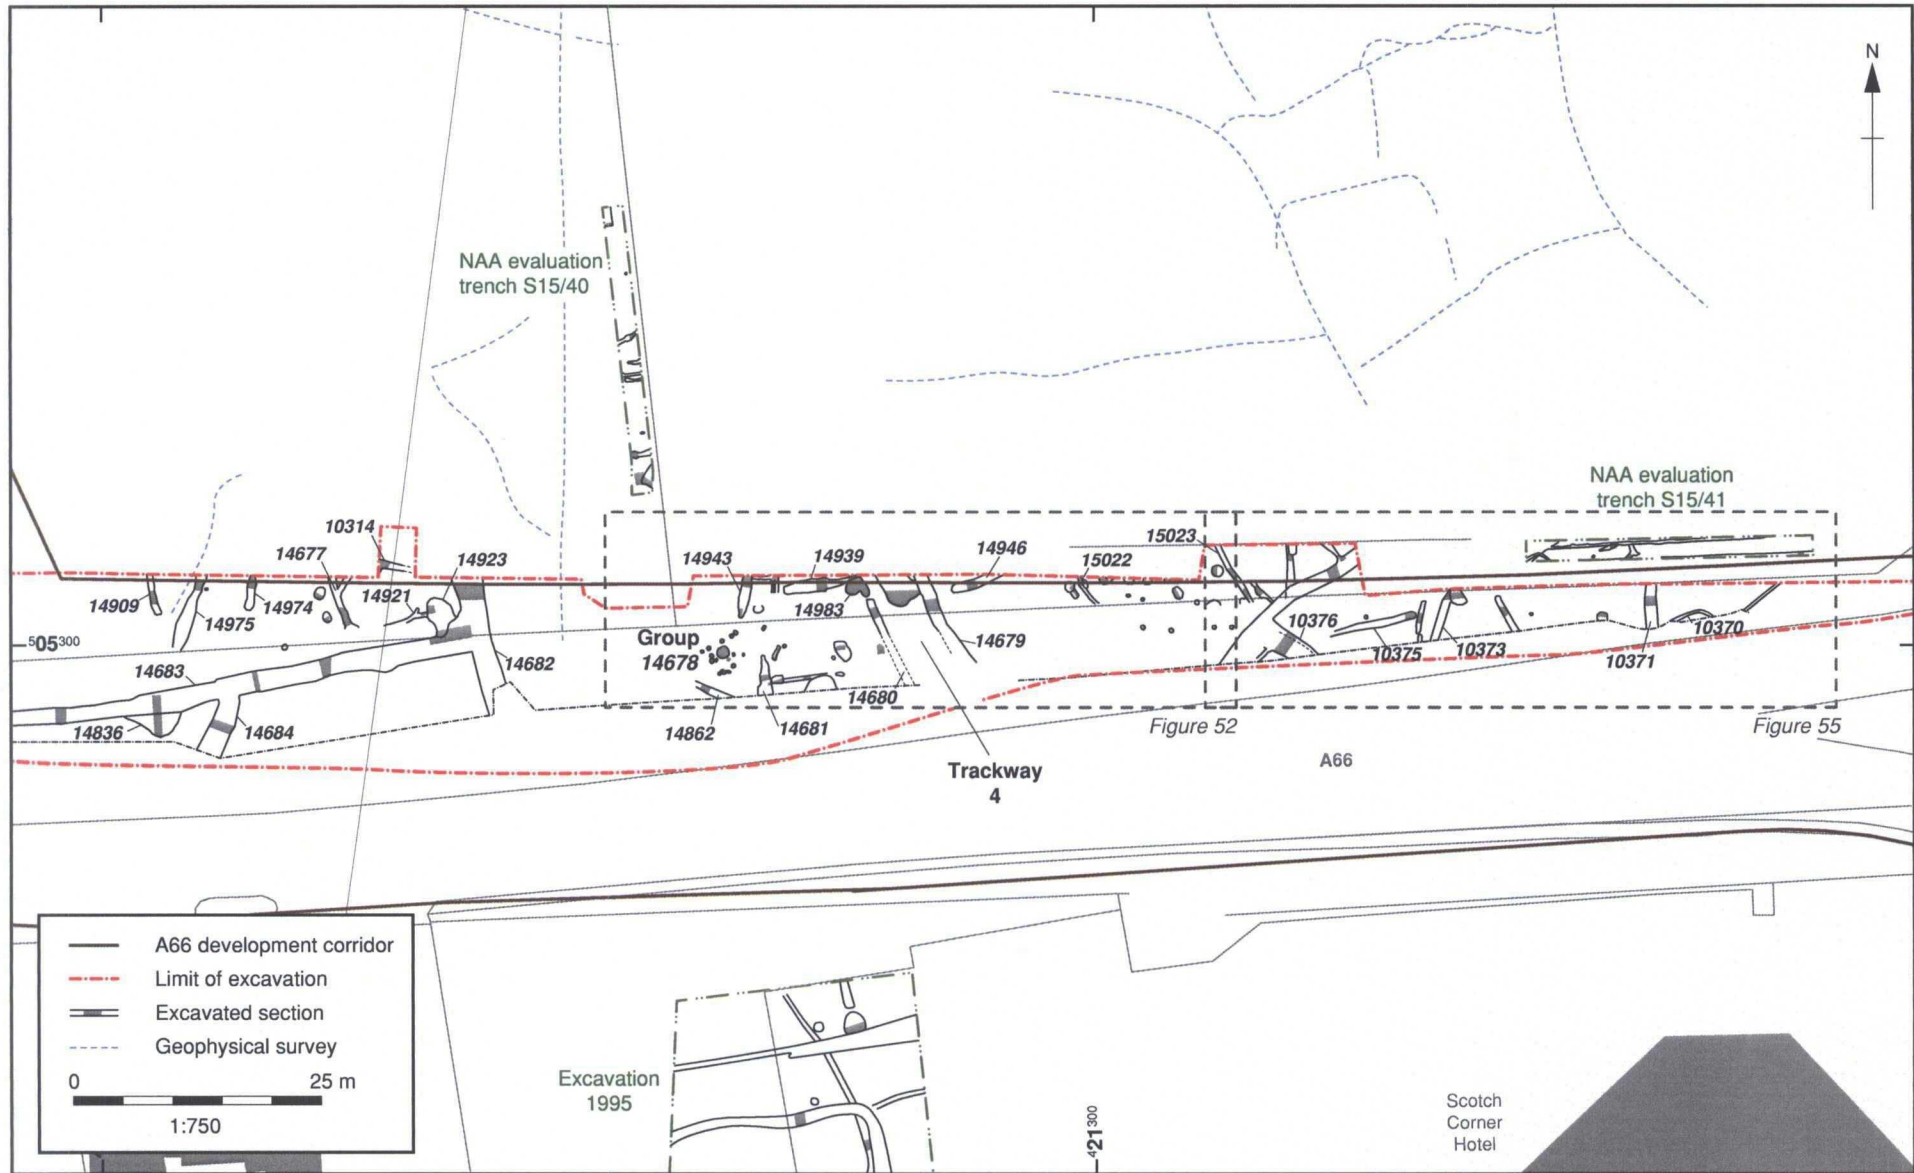 N
NAA evaluation
trench S15/40
NAA evaluation
trench S15/41
10314
14677
14923
14943
14939
14946
15023
15022
14909
14975
14974
14921
14983
14679
10376
505300
Group
14678
14683
14682
10375
10373
10371
10370
14836
14684
14862
14681
14680
Figure 52
Figure 55
Trackway
4
A66
A66 development corridor
Limit of excavation
Excavated section
Geophysical survey
0 25 m
1:750
Excavation
1995
421300
Scotch
Corner
Hotel